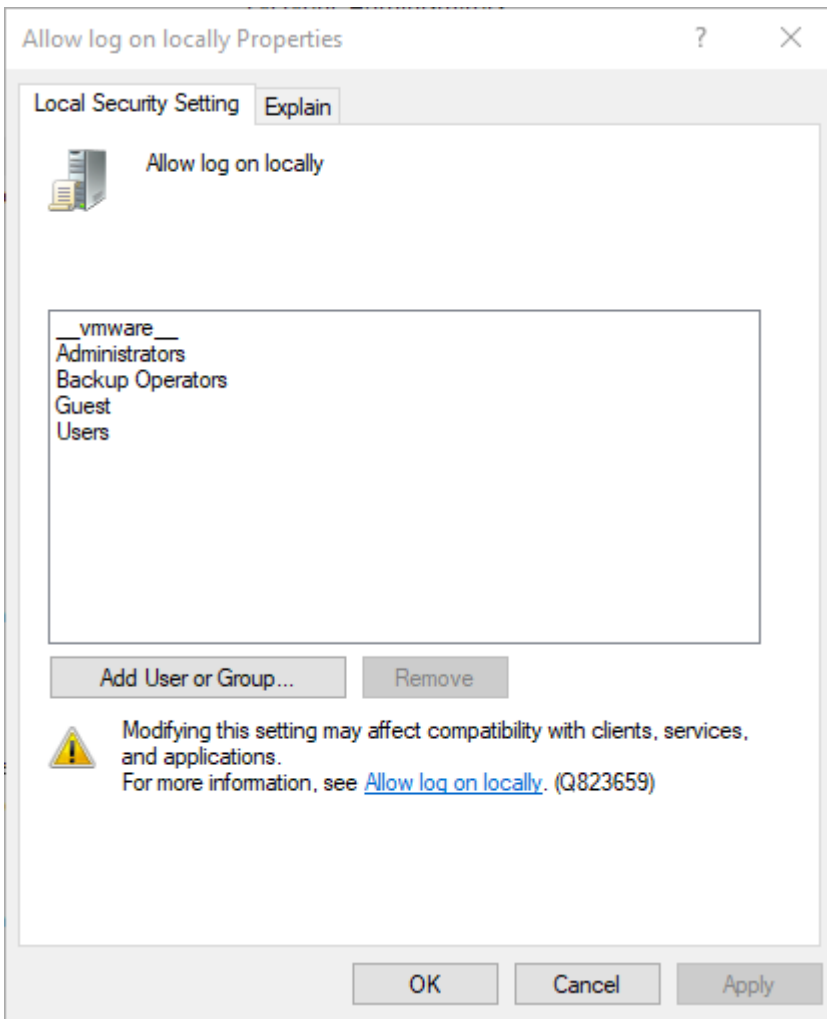 Allow log on locally Properties
Local Security Setting
Explain
Allow log on locally
__vmware__
Administrators
Backup Operators
Guest
Users
Add User or Group...
Remove
Modifying this setting may affect compatibility with clients, services,
and applications.
For more information, see Allow log on locally. (Q823659)
OK
Cancel
Apply